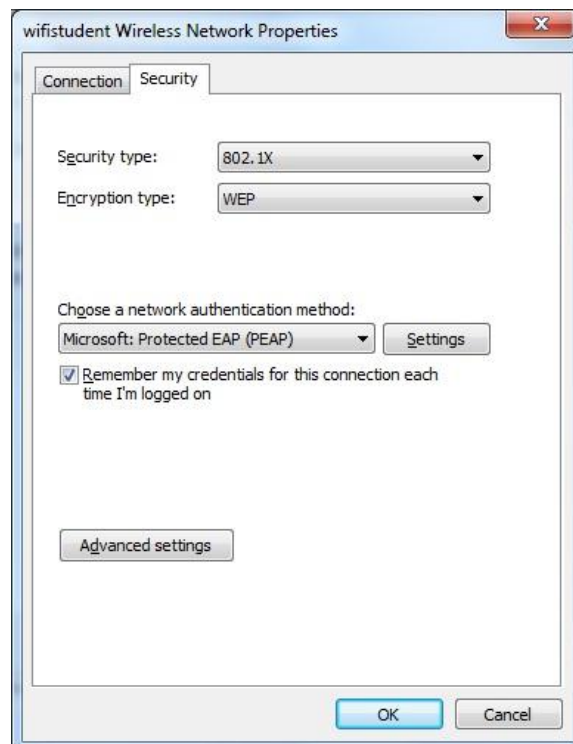 wifistudent Wireless Network Properties
Connection Security
Security type: 802.1X
Encryption type: WEP
Choose a network authentication method:
Microsoft: Protected EAP (PEAP) Settings
Remember my credentials for this connection each
time I'm logged on
Advanced settings
OK Cancel